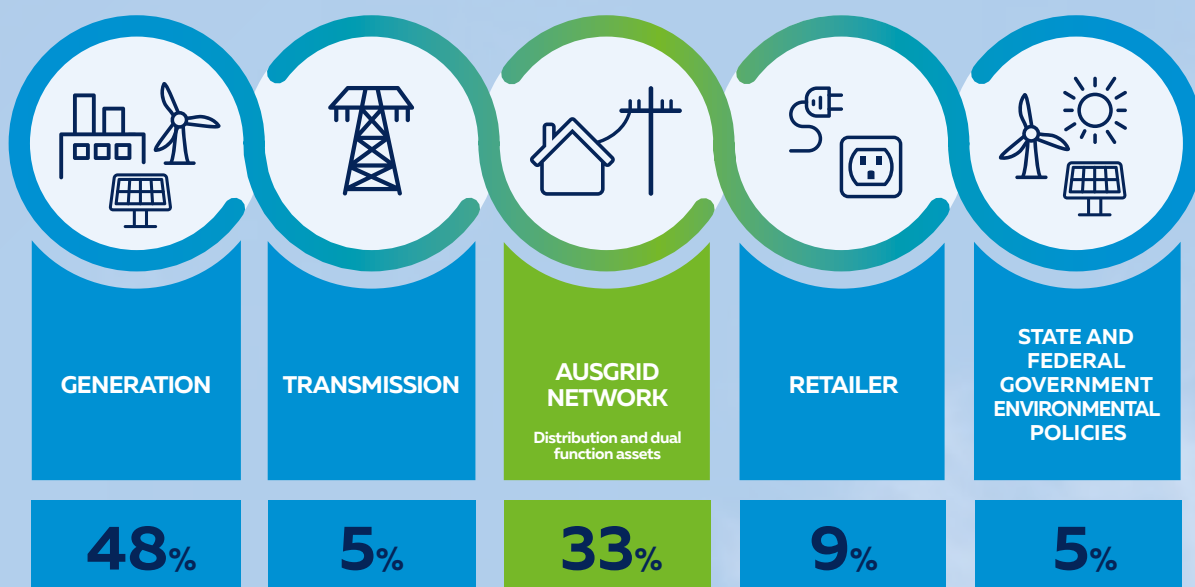 GENERATION
48%
TRANSMISSION
5%
AUSGRID
NETWORK
Distribution and dual
function assets
33%
RETAILER
9%
STATE AND
FEDERAL
GOVERNMENT
ENVIRONMENTAL
POLICIES
5%